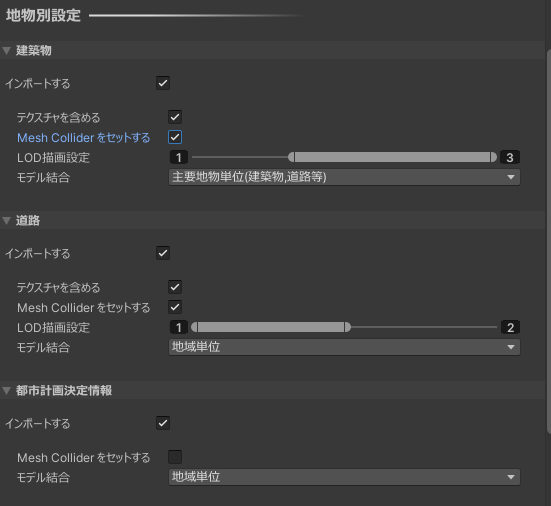 地物別設定
建築物
インポートする
テクスチャを含める
Mesh Collider をセットする
LOD描画設定 1 3
モデル結合 主要地物単位(建築物,道路等)
道路
インポートする
テクスチャを含める
Mesh Collider をセットする
LOD描画設定 1 2
モデル結合 地域単位
都市計画決定情報
インポートする
Mesh Collider をセットする
モデル結合 地域単位